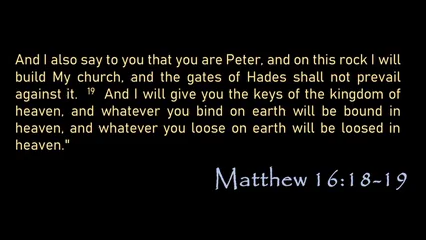 And I also say to you that you are Peter, and on this rock I will
build My church, and the gates of Hades shall not prevail
against it. 19 And I will give you the keys of the kingdom of
heaven, and whatever you bind on earth will be bound in
heaven, and whatever you loose on earth will be loosed in
heaven."
Matthew 16:18-19